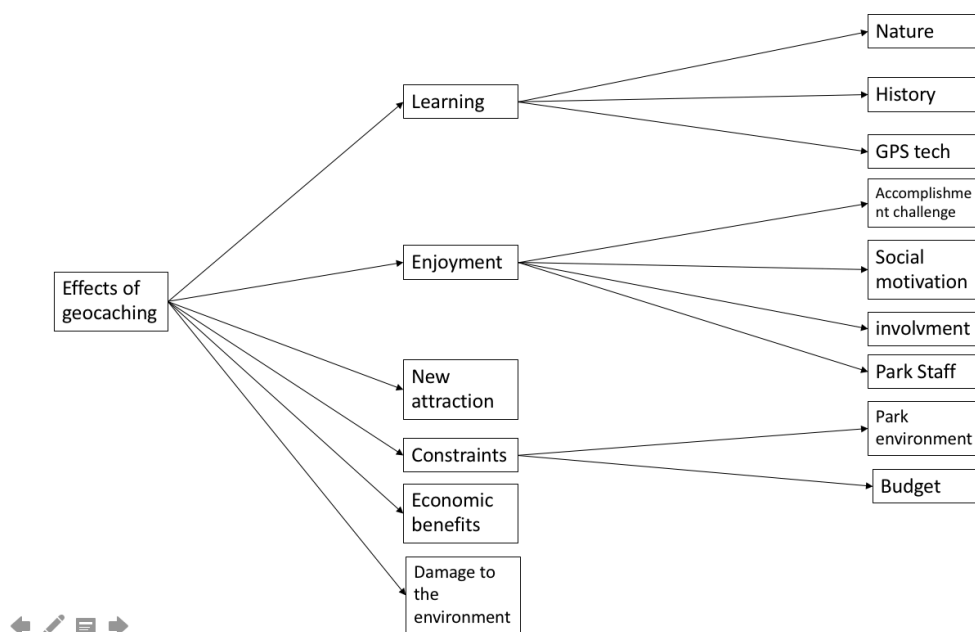 Effects of
geocaching
Learning
Enjoyment
New
attraction
Constraints
Economic
benefits
Damage to
the
environment
Nature
History
GPS tech
Accomplishme
nt challenge
Social
motivation
involvment
Park Staff
Park
environment
Budget